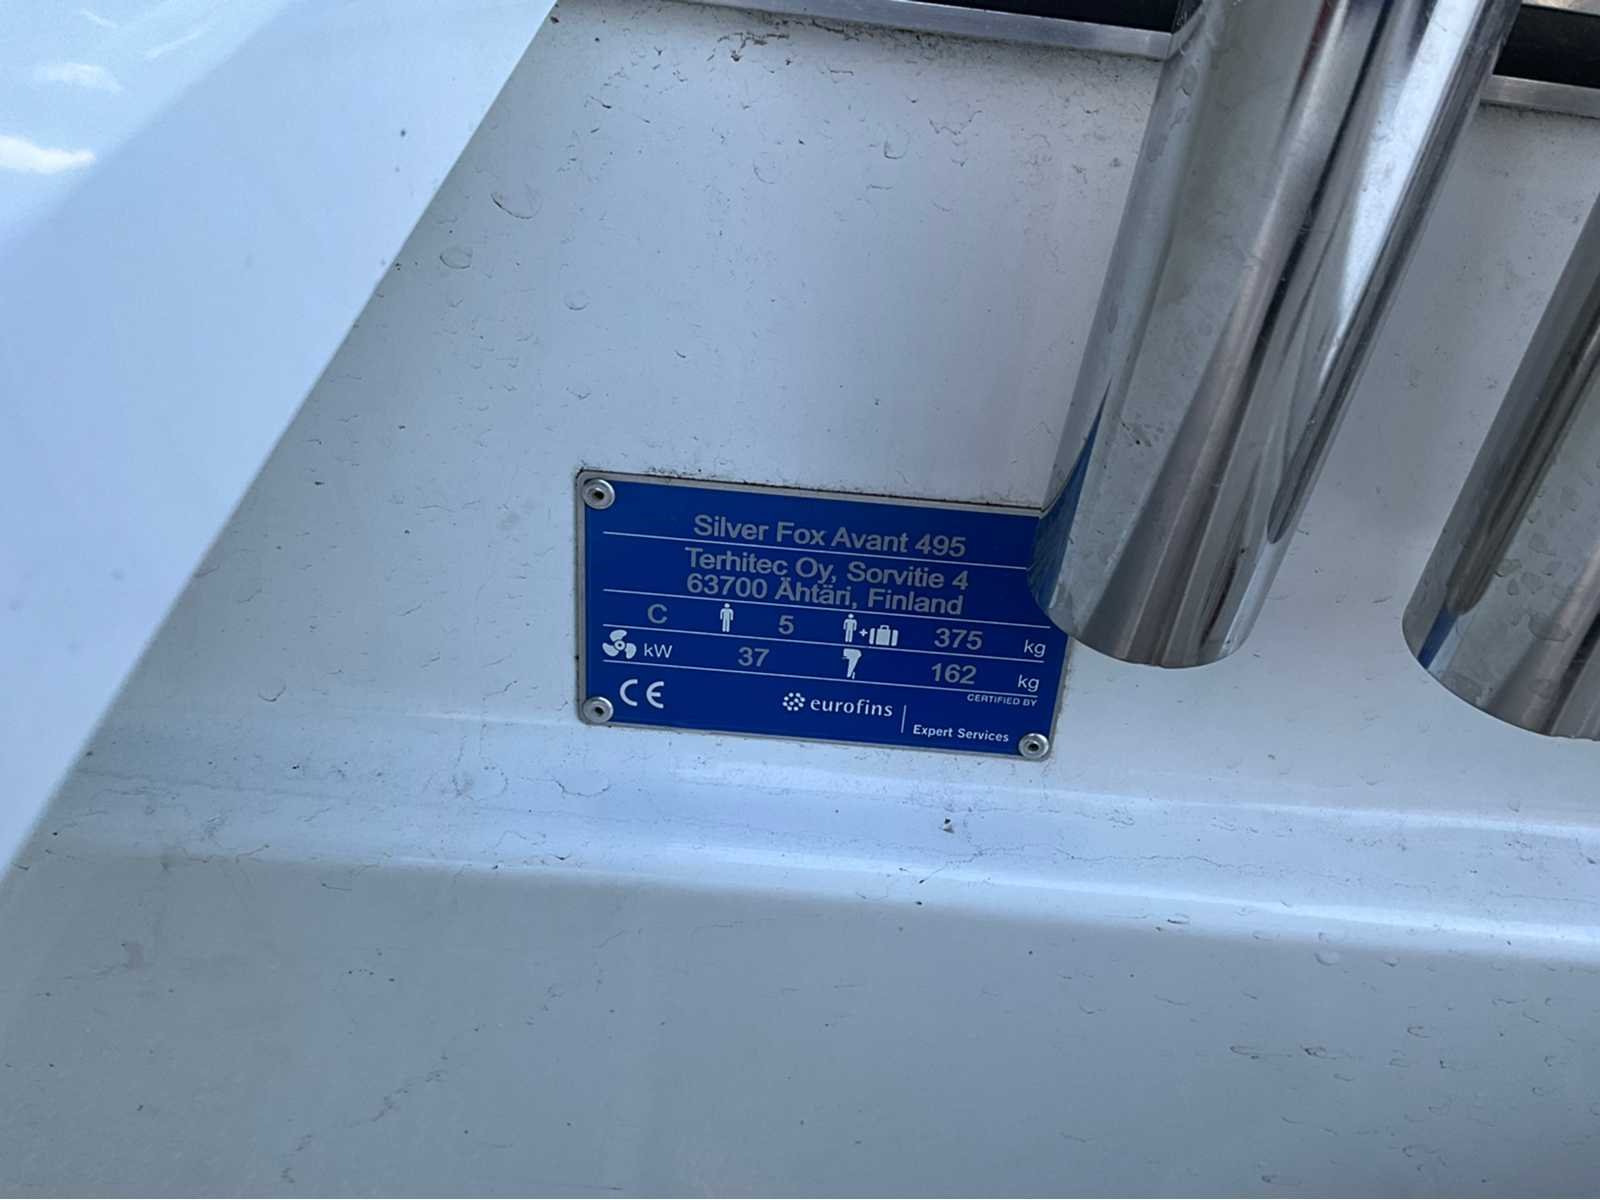 Silver Fox Avant 495
Terhitec Oy, Sorvitie 4
63700 Ähtäri, Finland
C 5 + 375 kg
kW 37 162 kg
CE eurofins CERTIFIED BY
Expert Services